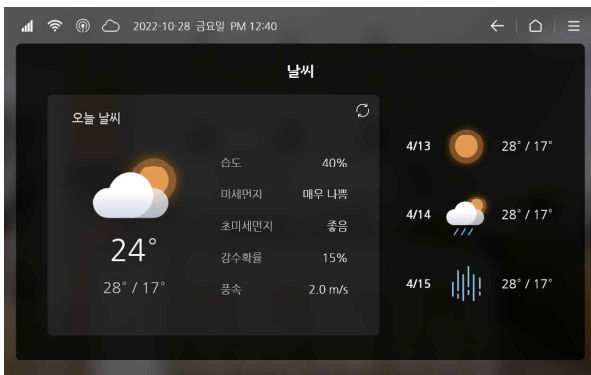 2022-10-28 금요일 PM 12:40
날씨
오늘 날씨
24°
28° / 17°
습도 40%
미세먼지 매우 나쁨
초미세먼지 좋음
강수확률 15%
풍속 2.0 m/s
4/13 28° / 17°
4/14 28° / 17°
4/15 28° / 17°